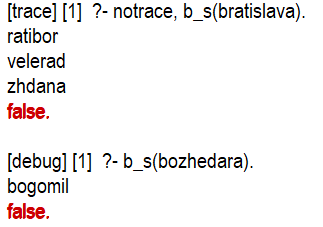 [trace] [1]  ?- notrace, b_s(bratislava).
ratibor
velerad
zhdana
false.
[debug] [1]  ?- b_s(bozhedara).
bogomil
false.